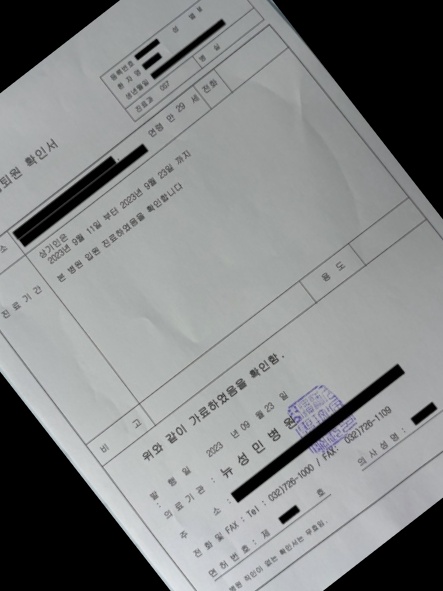 등록번호
성 별
환 자 명
생년월일
진료과 007
병 실
퇴원 확인서
연령 만 29 세 전화
소
진 료 기 간
상기인은
2023년 9월 11일 부터 2023년 9월 23일 까지
본 병원 입원 진료하였음을 확인합니다
용 도
비 고
위와 같이 가료하였음을 확인함.
발 행 일 : 2023 년 09 월 23 일
의 료 기 관 : 뉴 성 민 병 원
주 소 :
전 화 및 FAX : Tel : 032)726-1000 / FAX: 032)726-1109
면 허 번 호 : 제 호
의 사 성 명 :
병원 직인이 없는 확인서는 무효임.